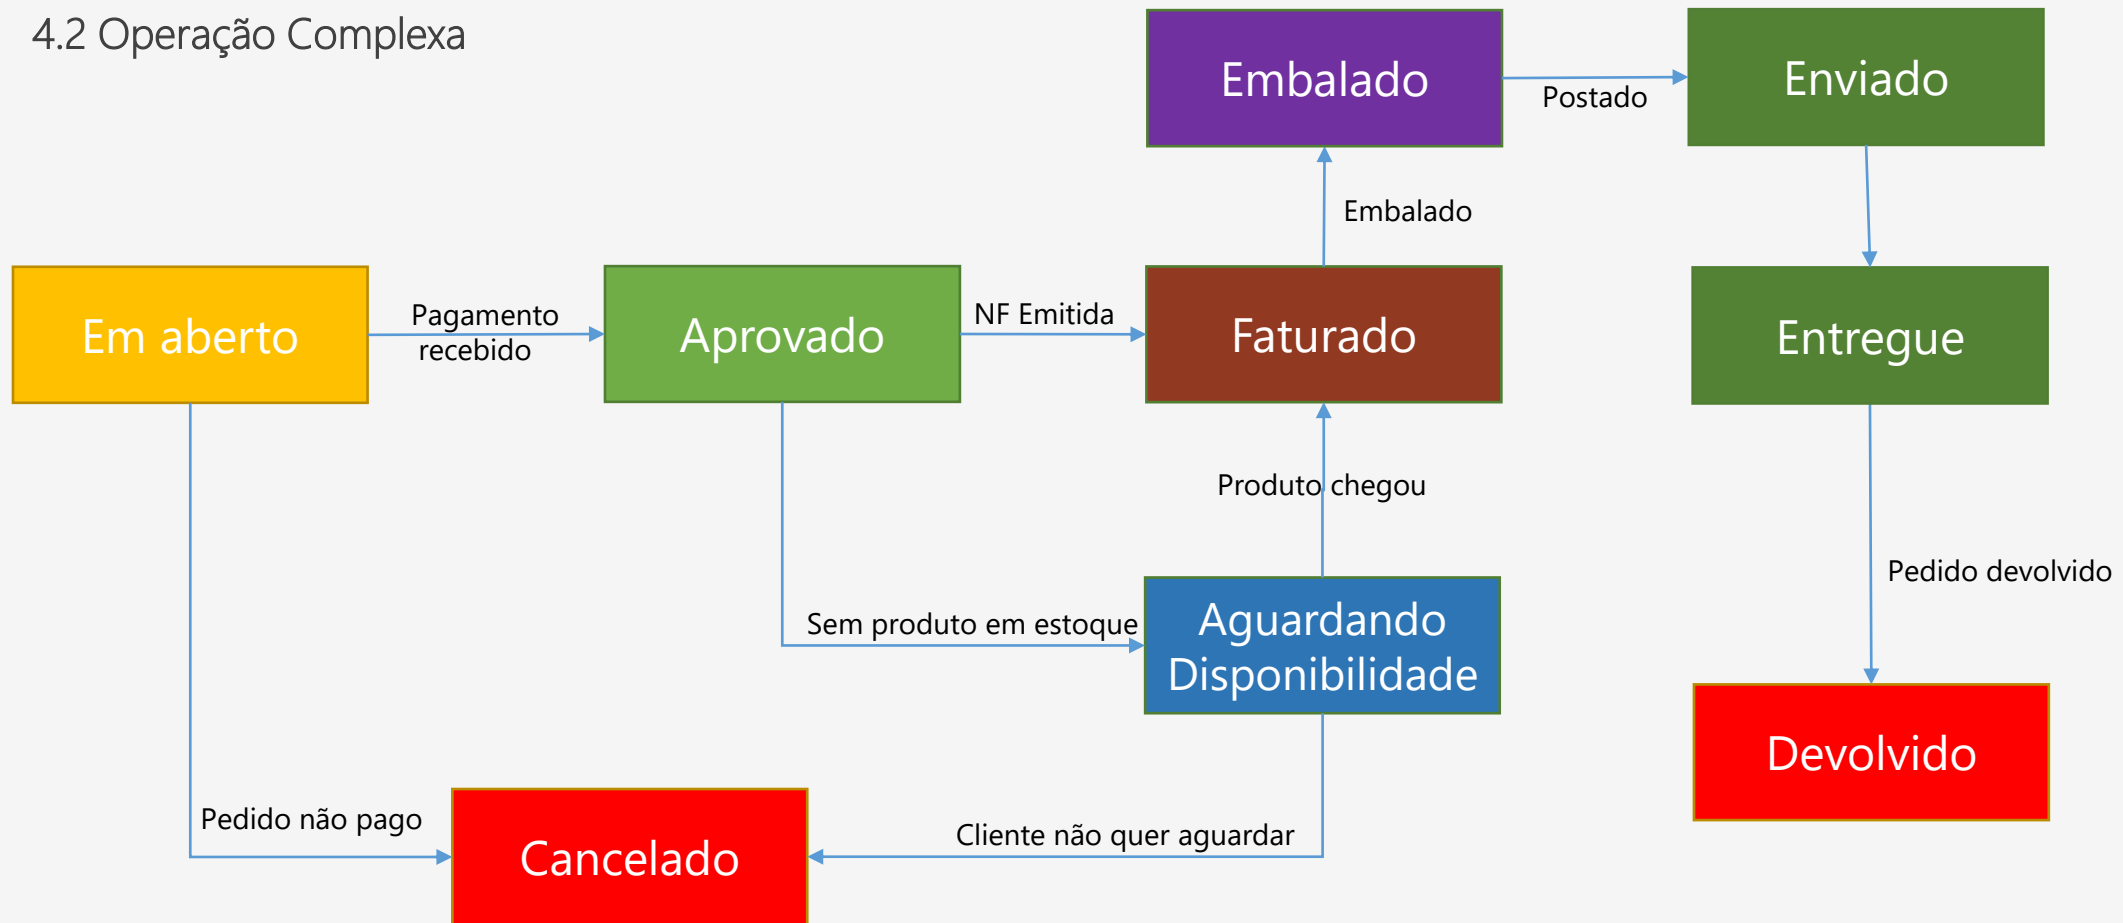 4.2 Operação Complexa
Embalado
Postado
Enviado
Embalado
Em aberto
Pagamento
recebido
Aprovado
NF Emitida
Faturado
Entregue
Produto chegou
Pedido devolvido
Sem produto em estoque
Aguardando
Disponibilidade
Devolvido
Pedido não pago
Cancelado
Cliente não quer aguardar